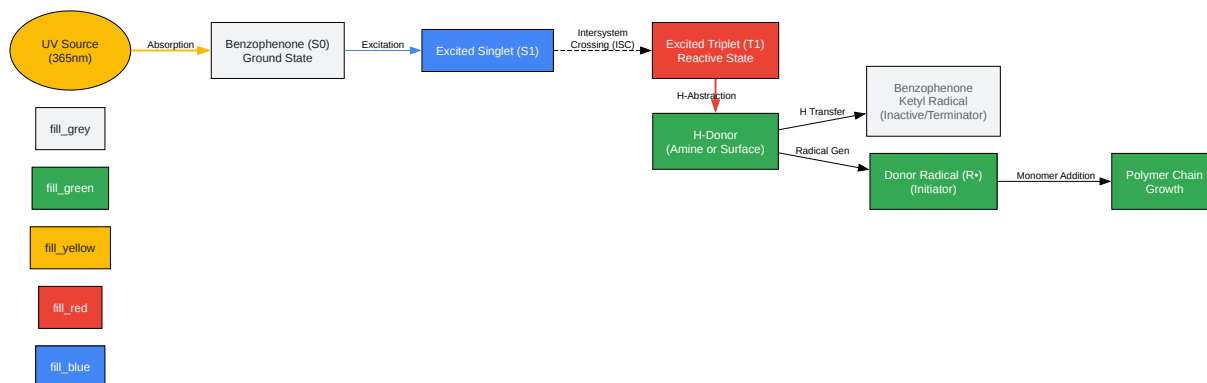 UV Source
(365nm)
Absorption
Benzophenone (S0)
Ground State
Excitation
Excited Singlet (S1)
Intersystem
Crossing (ISC)
Excited Triplet (T1)
Reactive State
H-Abstraction
H-Donor
(Amine or Surface)
H Transfer
Benzophenone
Ketyl Radical
(Inactive/Terminator)
Radical Gen
Donor Radical (R•)
(Initiator)
Monomer Addition
Polymer Chain
Growth
fill_grey
fill_green
fill_yellow
fill_red
fill_blue